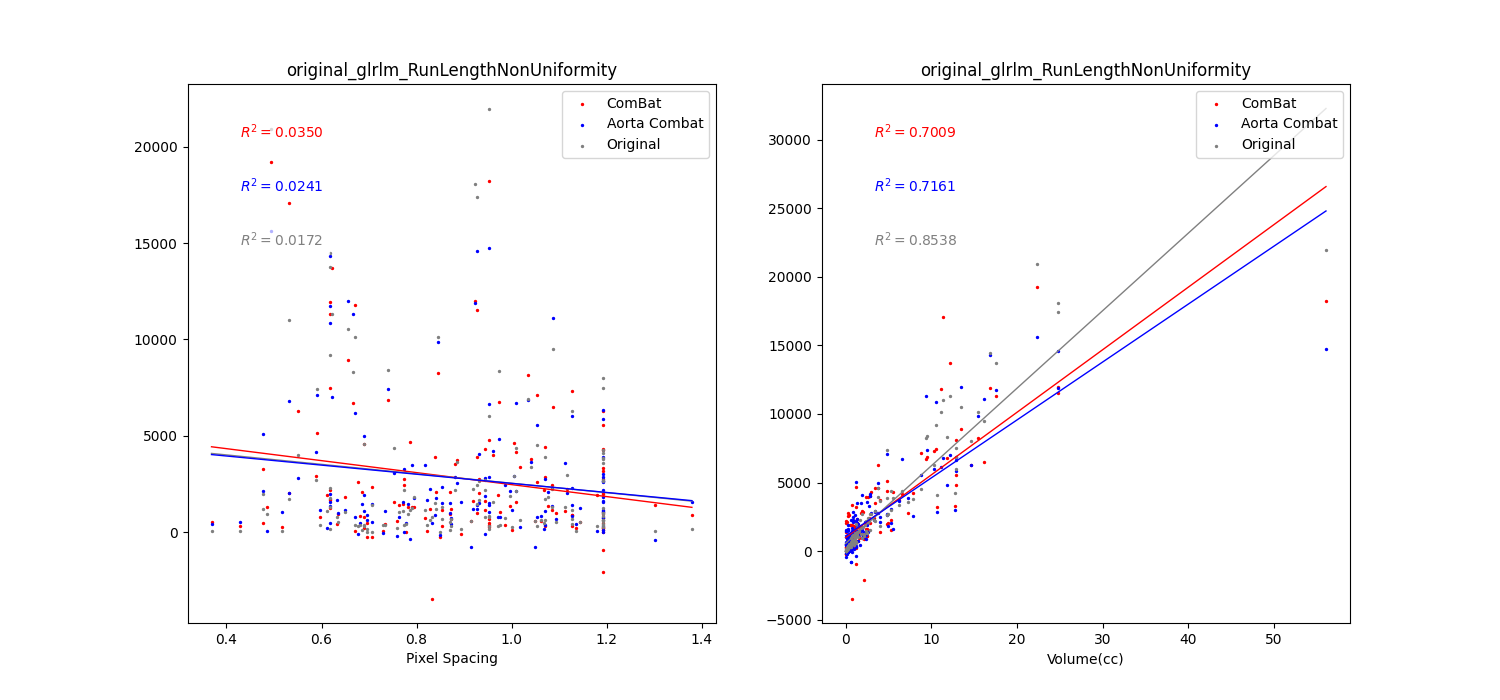 original_glrlm_RunLengthNonUniformity
ComBat
Aorta Combat
Original
R² = 0.0350
R² = 0.0241
R² = 0.0172
20000
15000
10000
5000
0
0.4
0.6
0.8
1.0
1.2
1.4
Pixel Spacing
original_glrlm_RunLengthNonUniformity
ComBat
Aorta Combat
Original
R² = 0.7009
R² = 0.7161
R² = 0.8538
30000
25000
20000
15000
10000
5000
0
−5000
0
10
20
30
40
50
Volume(cc)